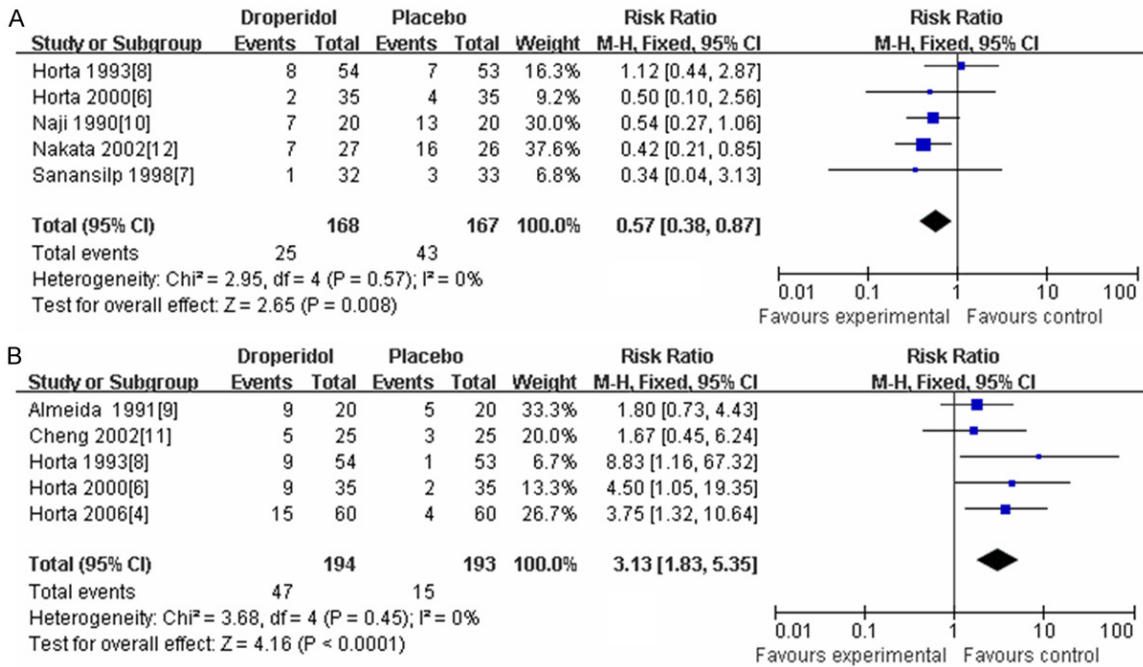 A
Droperidol Placebo Risk Ratio Risk Ratio
Study or Subgroup Events Total Events Total Weight M-H, Fixed, 95% CI M-H, Fixed, 95% CI
Horta 1993[8] 8 54 7 53 16.3% 1.12 [0.44, 2.87]
Horta 2000[6] 2 35 4 35 9.2% 0.50 [0.10, 2.56]
Naji 1990[10] 7 20 13 20 30.0% 0.54 [0.27, 1.06]
Nakata 2002[12] 7 27 16 26 37.6% 0.42 [0.21, 0.85]
Sanansilp 1998[7] 1 32 3 33 6.8% 0.34 [0.04, 3.13]
Total (95% CI) 168 167 100.0% 0.57 [0.38, 0.87]
Total events 25 43
Heterogeneity: Chi² = 2.95, df = 4 (P = 0.57); I² = 0%
Test for overall effect: Z = 2.65 (P = 0.008)
0.01 0.1 1 10 100
Favours experimental Favours control
B
Droperidol Placebo Risk Ratio Risk Ratio
Study or Subgroup Events Total Events Total Weight M-H, Fixed, 95% CI M-H, Fixed, 95% CI
Almeida 1991[9] 9 20 5 20 33.3% 1.80 [0.73, 4.43]
Cheng 2002[11] 5 25 3 25 20.0% 1.67 [0.45, 6.24]
Horta 1993[8] 9 54 1 53 6.7% 8.83 [1.16, 67.32]
Horta 2000[6] 9 35 2 35 13.3% 4.50 [1.05, 19.35]
Horta 2006[4] 15 60 4 60 26.7% 3.75 [1.32, 10.64]
Total (95% CI) 194 193 100.0% 3.13 [1.83, 5.35]
Total events 47 15
Heterogeneity: Chi² = 3.68, df = 4 (P = 0.45); I² = 0%
Test for overall effect: Z = 4.16 (P < 0.0001)
0.01 0.1 1 10 100
Favours experimental Favours control